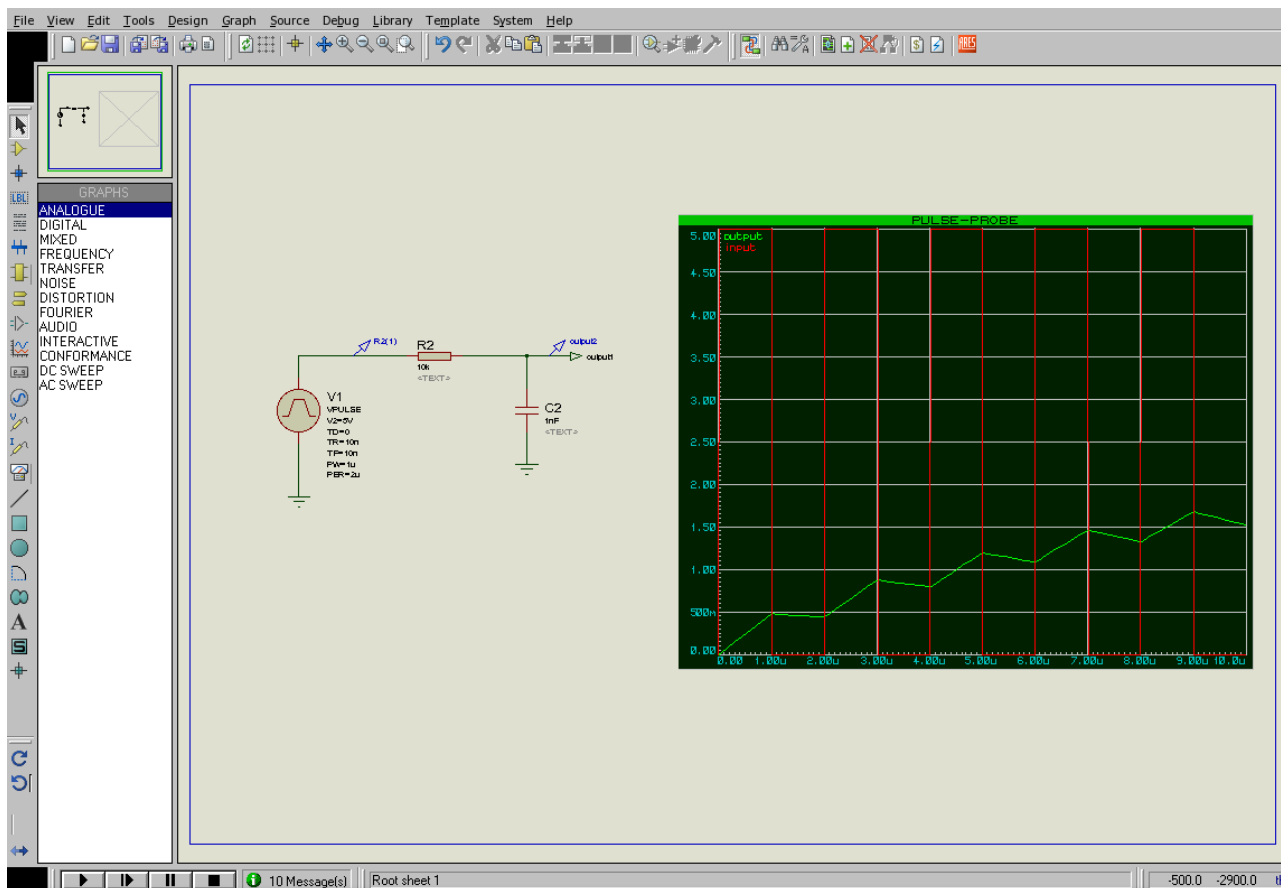 File View Edit Tools Design Graph Source Debug Library Template System Help
LBL
ARES
GRAPHS
ANALOGUE
DIGITAL
MIXED
FREQUENCY
TRANSFER
NOISE
DISTORTION
FOURIER
AUDIO
INTERACTIVE
CONFORMANCE
DC SWEEP
AC SWEEP
R2(1)
R2
10k
<TEXT>
output2
output1
V1
VPULSE
V2=5V
TD=0
TR=10n
TF=10n
PW=1u
PER=2u
C2
1nF
<TEXT>
PULSE-PROBE
output
input
5.00
4.50
4.00
3.50
3.00
2.50
2.00
1.50
1.00
500m
0.00
0.00 1.00u 2.00u 3.00u 4.00u 5.00u 6.00u 7.00u 8.00u 9.00u 10.0u
10 Message(s) Root sheet 1 -500.0 -2900.0